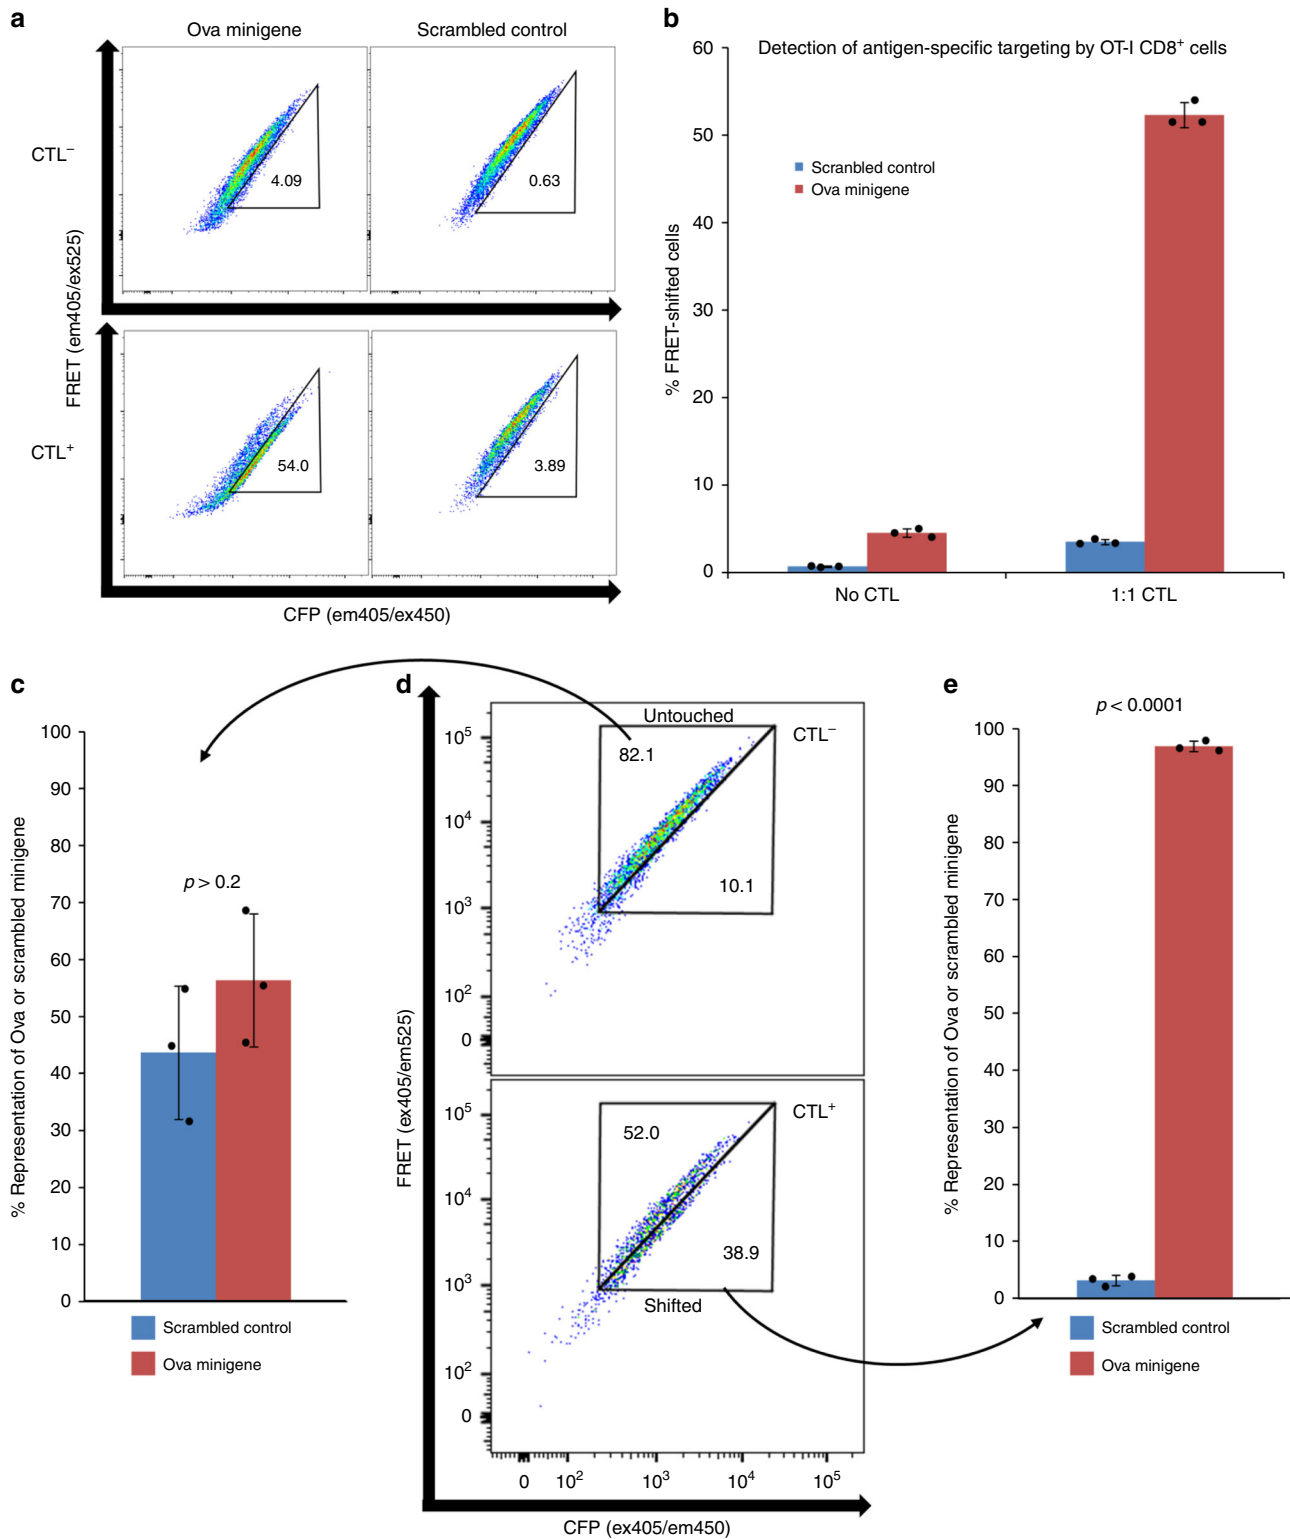 a
Ova minigene
Scrambled control
CTL⁻
4.09
0.63
CTL⁺
54.0
3.89
FRET (em405/ex525)
CFP (em405/ex450)
b
Detection of antigen-specific targeting by OT-I CD8⁺ cells
60
50
40
30
20
10
0
% FRET-shifted cells
Scrambled control
Ova minigene
No CTL
1:1 CTL
c
100
90
80
70
60
50
40
30
20
10
0
% Representation of Ova or scrambled minigene
p > 0.2
Scrambled control
Ova minigene
d
Untouched
CTL⁻
82.1
10.1
10⁵
10⁴
10³
10²
0
CTL⁺
52.0
38.9
Shifted
10⁵
10⁴
10³
10²
0
FRET (ex405/em525)
0 10² 10³ 10⁴ 10⁵
CFP (ex405/em450)
e
p < 0.0001
100
90
80
70
60
50
40
30
20
10
0
% Representation of Ova or scrambled minigene
Scrambled control
Ova minigene